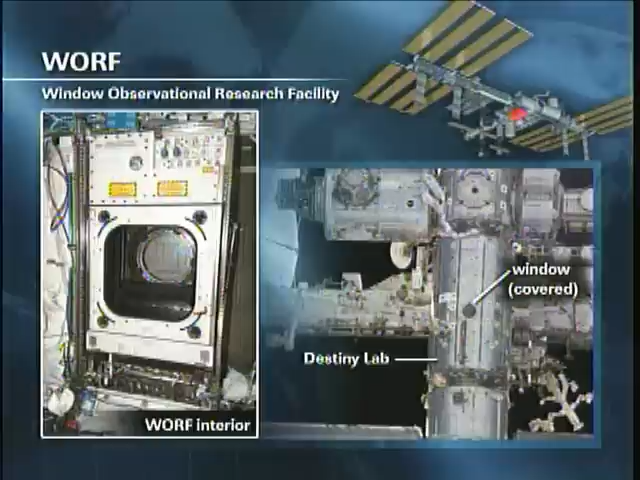 WORF
Window Observational Research Facility
window
(covered)
Destiny Lab
WORF interior